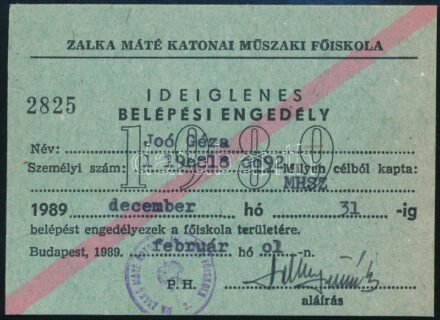 ZALKA MÁTÉ KATONAI MŰSZAKI FŐISKOLA
2825
IDEIGLENES
BELÉPÉSI ENGEDÉLY
1989
Név: Joó Géza
Személyi szám: Milyen célból kapta:
MHSZ
1989 december hó 31 -ig
belépést engedélyezek a főiskola területére.
Budapest, 1989. február hó 01 -n.
P. H.
aláírás